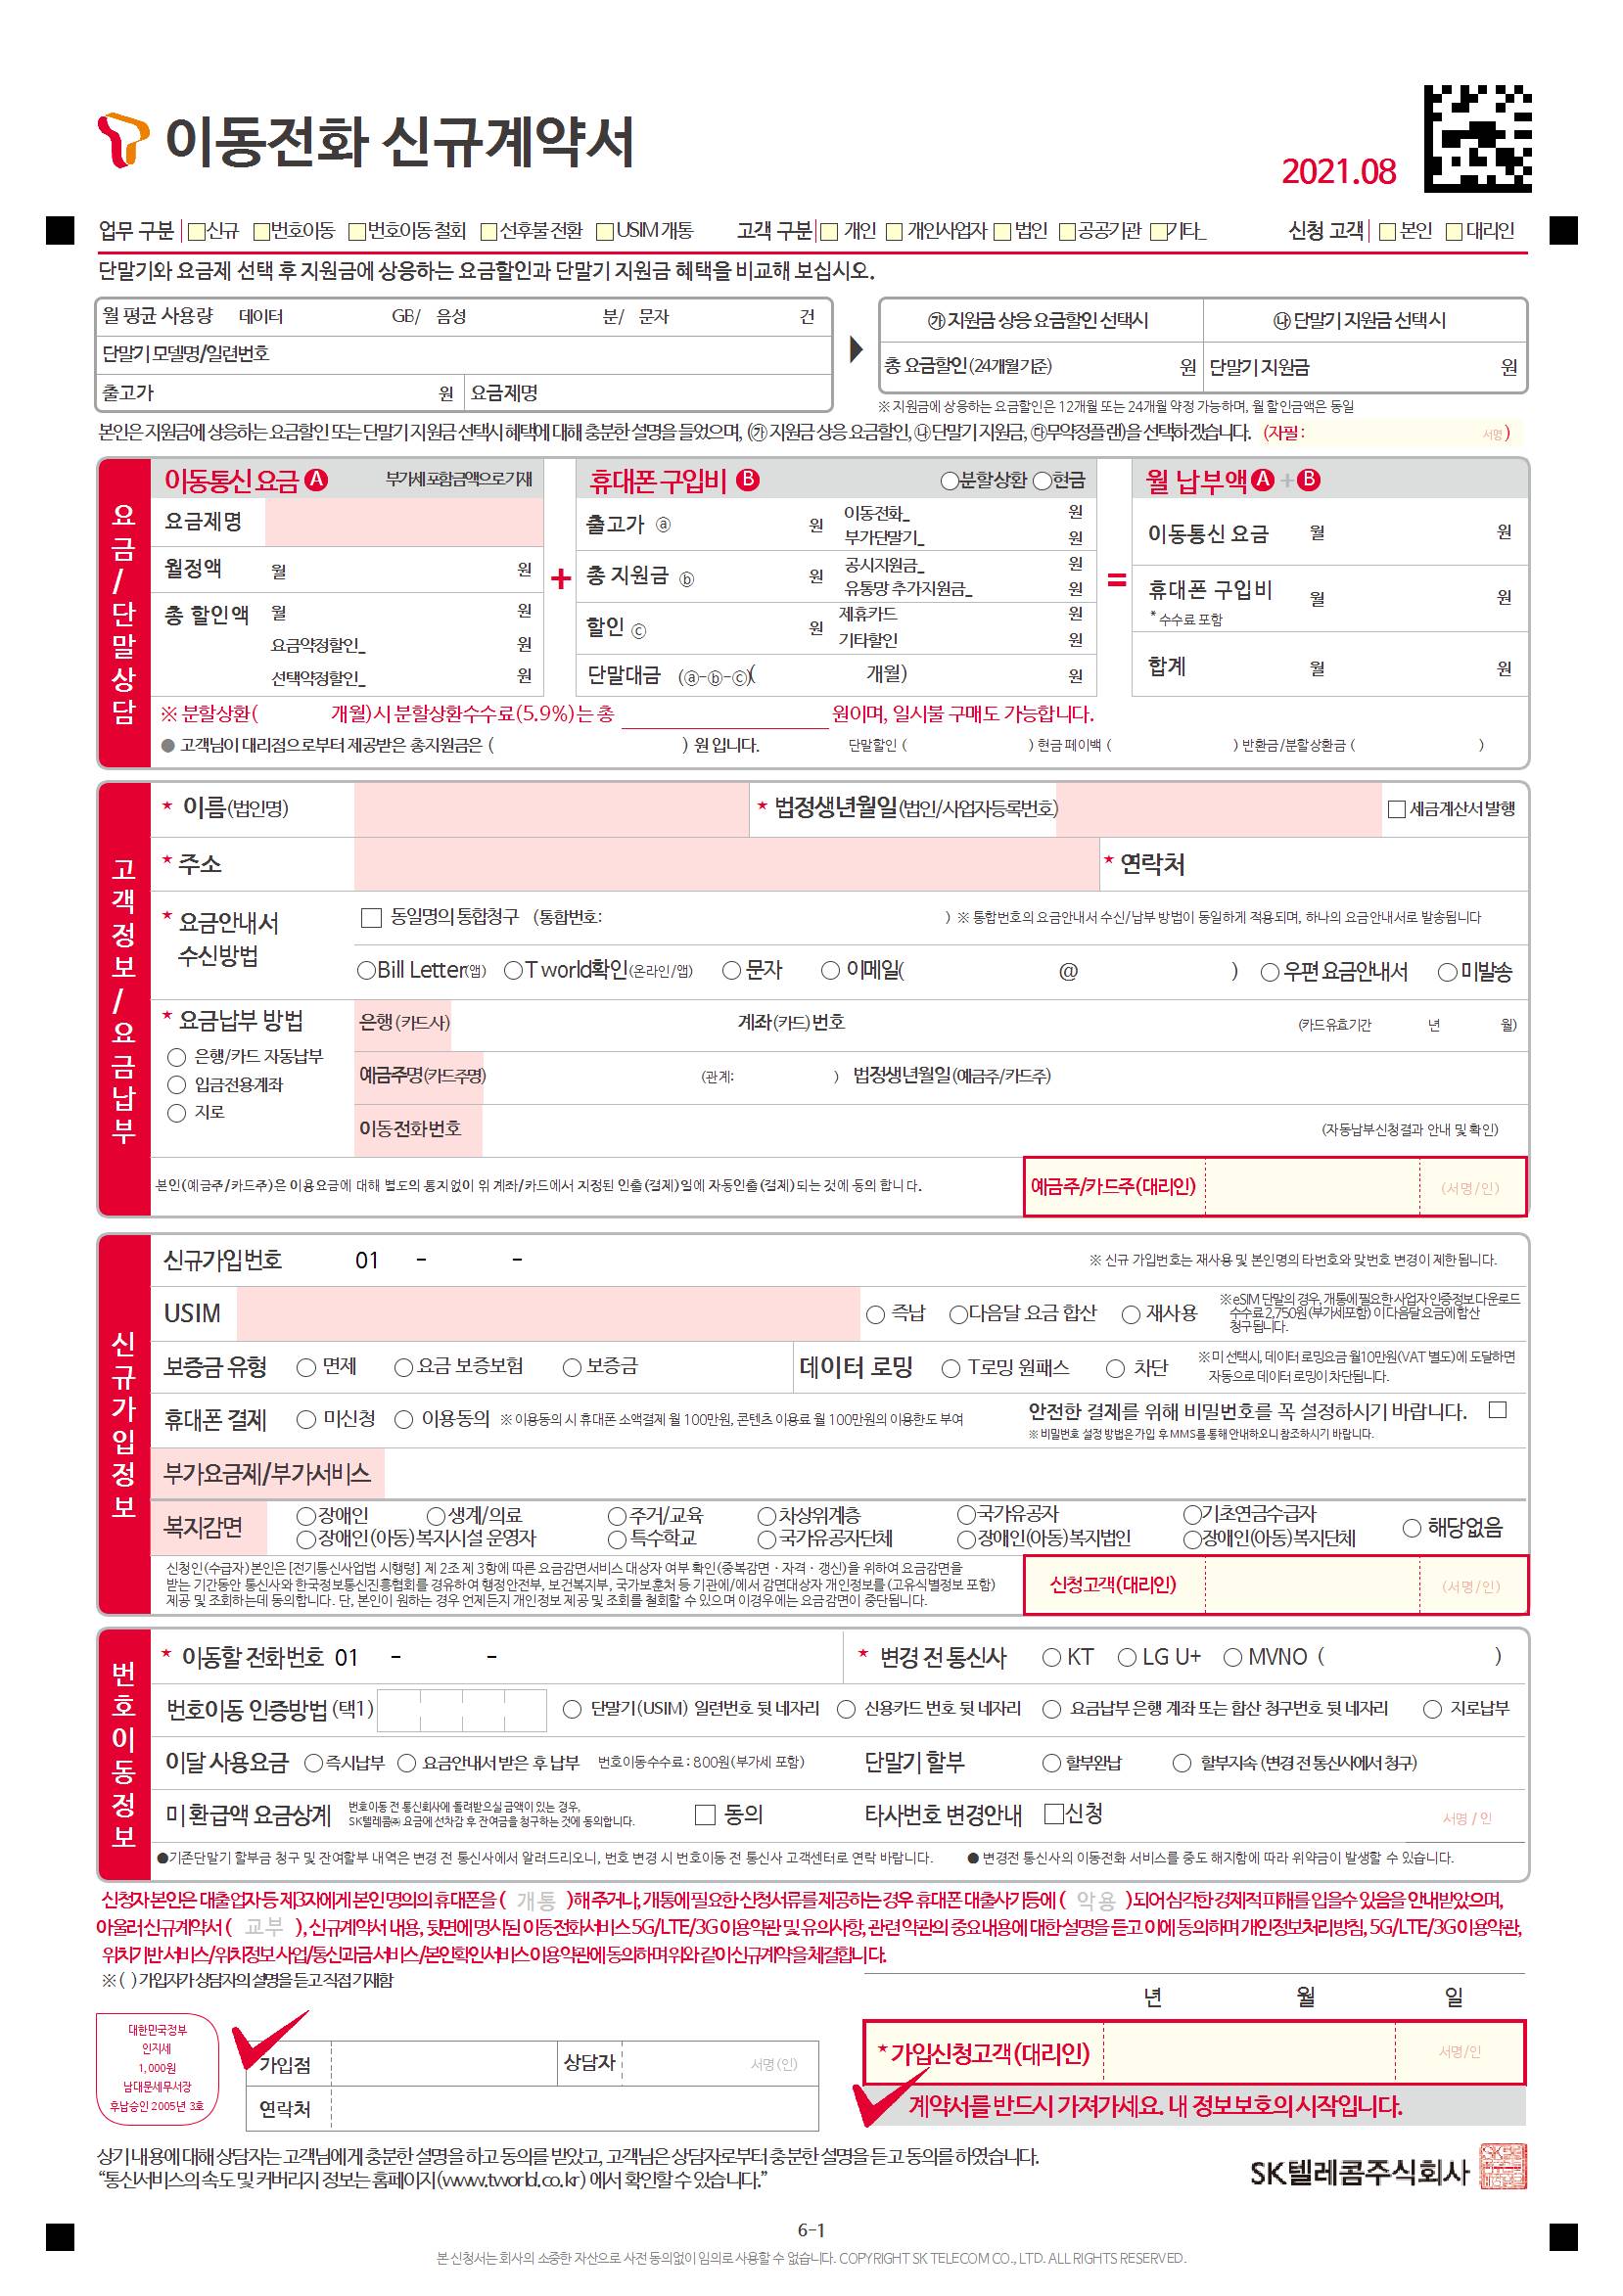 이동전화 신규계약서
2021.08
업무 구분 신규 번호이동 번호이동 철회 선후불 전환 USIM 개통 고객 구분 개인 개인사업자 법인 공공기관 기타_ 신청 고객 본인 대리인
단말기와 요금제 선택 후 지원금에 상응하는 요금할인과 단말기 지원금 혜택을 비교해 보십시오.
월 평균 사용량 데이터 GB/ 음성 분/ 문자 건
단말기 모델명/일련번호
출고가 원 요금제명
㉮ 지원금 상응 요금할인 선택시 ㉯ 단말기 지원금 선택시
총 요금할인(24개월 기준) 원 단말기 지원금 원
※ 지원금에 상응하는 요금할인은 12개월 또는 24개월 약정 가능하며, 월 할인금액은 동일
본인은 지원금에 상응하는 요금할인 또는 단말기 지원금 선택시 혜택에 대해 충분한 설명을 들었으며, (㉮ 지원금 상응 요금할인, ㉯ 단말기 지원금, ㉰ 무약정플랜)을 선택하겠습니다. (자필 : 서명 )
요금/단말상담
이동통신 요금 A 부가세 포함 금액으로 기재
요금제명
월정액 월 원
총 할인액 월 원
요금약정할인_ 원
선택약정할인_ 원
+
휴대폰 구입비 B 분할상환 현금
출고가 ⓐ 원 이동전화_ 원
부가단말기_ 원
총 지원금 ⓑ 원 공시지원금_ 원
유통망 추가지원금_ 원
할인 ⓒ 원 제휴카드 원
기타할인 원
단말대금 (ⓐ-ⓑ-ⓒ)( 개월) 원
=
월 납부액 A + B
이동통신 요금 월 원
휴대폰 구입비 월 원
* 수수료 포함
합계 월 원
※ 분할상환( 개월)시 분할상환수수료(5.9%)는 총 원이며, 일시불 구매도 가능합니다.
● 고객님이 대리점으로부터 제공받은 총지원금은 ( ) 원 입니다. 단말할인 ( ) 현금 페이백 ( ) 반환금/분할상환금 ( )
고객정보/요금납부
* 이름(법인명) * 법정생년월일(법인/사업자등록번호) 세금계산서 발행
* 주소 * 연락처
* 요금안내서 수신방법 동일명의 통합청구 (통합번호: ) ※ 통합번호의 요금안내서 수신/납부 방법이 동일하게 적용되며, 하나의 요금안내서로 발송됩니다
Bill Letter(앱) T world확인(온라인/앱) 문자 이메일( @ ) 우편 요금안내서 미발송
* 요금납부 방법 은행(카드사) 계좌(카드)번호 (카드유효기간 년 월)
은행/카드 자동납부
입금전용계좌 예금주명(카드주명) (관계: ) 법정생년월일(예금주/카드주)
지로 이동전화번호 (자동납부신청결과 안내 및 확인)
본인(예금주/카드주)은 이용요금에 대해 별도의 통지없이 위 계좌/카드에서 지정된 인출(결제)일에 자동인출(결제)되는 것에 동의 합니다. 예금주/카드주(대리인) (서명/인)
신규가입정보
신규가입번호 01 - - ※ 신규 가입번호는 재사용 및 본인명의 타번호와 맞번호 변경이 제한됩니다.
USIM 즉납 다음달 요금 합산 재사용 ※ eSIM 단말의 경우, 개통에 필요한 사업자 인증정보 다운로드
수수료 2,750원 (부가세포함) 이 다음달 요금에 합산
청구됩니다.
보증금 유형 면제 요금 보증보험 보증금 데이터 로밍 T로밍 원패스 차단 ※ 미 선택시, 데이터 로밍요금 월10만원(VAT 별도)에 도달하면
자동으로 데이터 로밍이 차단됩니다.
휴대폰 결제 미신청 이용동의 ※ 이용동의 시 휴대폰 소액결제 월 100만원, 콘텐츠 이용료 월 100만원의 이용한도 부여 안전한 결제를 위해 비밀번호를 꼭 설정하시기 바랍니다.
※ 비밀번호 설정 방법은 가입 후 MMS를 통해 안내하오니 참조하시기 바랍니다.
부가요금제/부가서비스
복지감면 장애인 생계/의료 주거/교육 차상위계층 국가유공자 기초연금수급자 해당없음
장애인(아동)복지시설 운영자 특수학교 국가유공자단체 장애인(아동)복지법인 장애인(아동)복지단체
신청인(수급자)본인은 [전기통신사업법 시행령] 제 2조 제 3항에 따른 요금감면서비스 대상자 여부 확인(중복감면 · 자격 · 갱신)을 위하여 요금감면을
받는 기간동안 통신사와 한국정보통신진흥협회를 경유하여 행정안전부, 보건복지부, 국가보훈처 등 기관에/에서 감면대상자 개인정보를 (고유식별정보 포함)
제공 및 조회하는데 동의합니다. 단, 본인이 원하는 경우 언제든지 개인정보 제공 및 조회를 철회할 수 있으며 이경우에는 요금감면이 중단됩니다.
신청고객(대리인) (서명/인)
번호이동정보
* 이동할 전화번호 01 - - * 변경 전 통신사 KT LG U+ MVNO ( )
번호이동 인증방법 (택1) 단말기(USIM) 일련번호 뒷 네자리 신용카드 번호 뒷 네자리 요금납부 은행 계좌 또는 합산 청구번호 뒷 네자리 지로납부
이달 사용요금 즉시납부 요금안내서 받은 후 납부 번호이동수수료 : 800원(부가세 포함) 단말기 할부 할부완납 할부지속 (변경 전 통신사에서 청구)
미 환급액 요금상계 번호이동 전 통신회사에 돌려받으실 금액이 있는 경우,
SK텔레콤㈜ 요금에 선차감 후 잔여금을 청구하는 것에 동의합니다. 동의 타사번호 변경안내 신청 서명 / 인
●기존단말기 할부금 청구 및 잔여할부 내역은 변경 전 통신사에서 알려드리오니, 번호 변경 시 번호이동 전 통신사 고객센터로 연락 바랍니다. ● 변경전 통신사의 이동전화 서비스를 중도 해지함에 따라 위약금이 발생할 수 있습니다.
신청자 본인은 대출업자 등 제3자에게 본인 명의의 휴대폰을 ( 개통 )해 주거나, 개통에 필요한 신청서류를 제공하는 경우 휴대폰 대출사기 등에 ( 악용 )되어 심각한 경제적 피해를 입을 수 있음을 안내 받았으며,
아울러 신규계약서 ( 교부 ), 신규계약서 내용, 뒷면에 명시된 이동전화서비스 5G/LTE/3G 이용약관 및 유의사항, 관련 약관의 중요내용에 대한 설명을 듣고 이에 동의하며 개인정보처리방침, 5G/LTE/3G 이용약관,
위치기반서비스/위치정보사업/통신과금서비스/본인확인서비스 이용약관에 동의하며 위와 같이 신규계약을 체결합니다.
※ ( ) 가입자가 상담자의 설명을 듣고 직접 기재함
년 월 일
대한민국정부
인지세
1,000원
남대문세무서장
후납승인 2005년 3호
가입점 상담자 서명(인)
연락처
* 가입신청고객(대리인) 서명/인
계약서를 반드시 가져가세요. 내 정보보호의 시작입니다.
상기 내용에 대해 상담자는 고객님에게 충분한 설명을 하고 동의를 받았고, 고객님은 상담자로부터 충분한 설명을 듣고 동의를 하였습니다.
“통신서비스의 속도 및 커버리지 정보는 홈페이지(www.tworld.co.kr) 에서 확인할 수 있습니다.”
SK텔레콤주식회사
6-1
본 신청서는 회사의 소중한 자산으로 사전 동의없이 임의로 사용할 수 없습니다. COPYRIGHT SK TELECOM CO., LTD. ALL RIGHTS RESERVED.